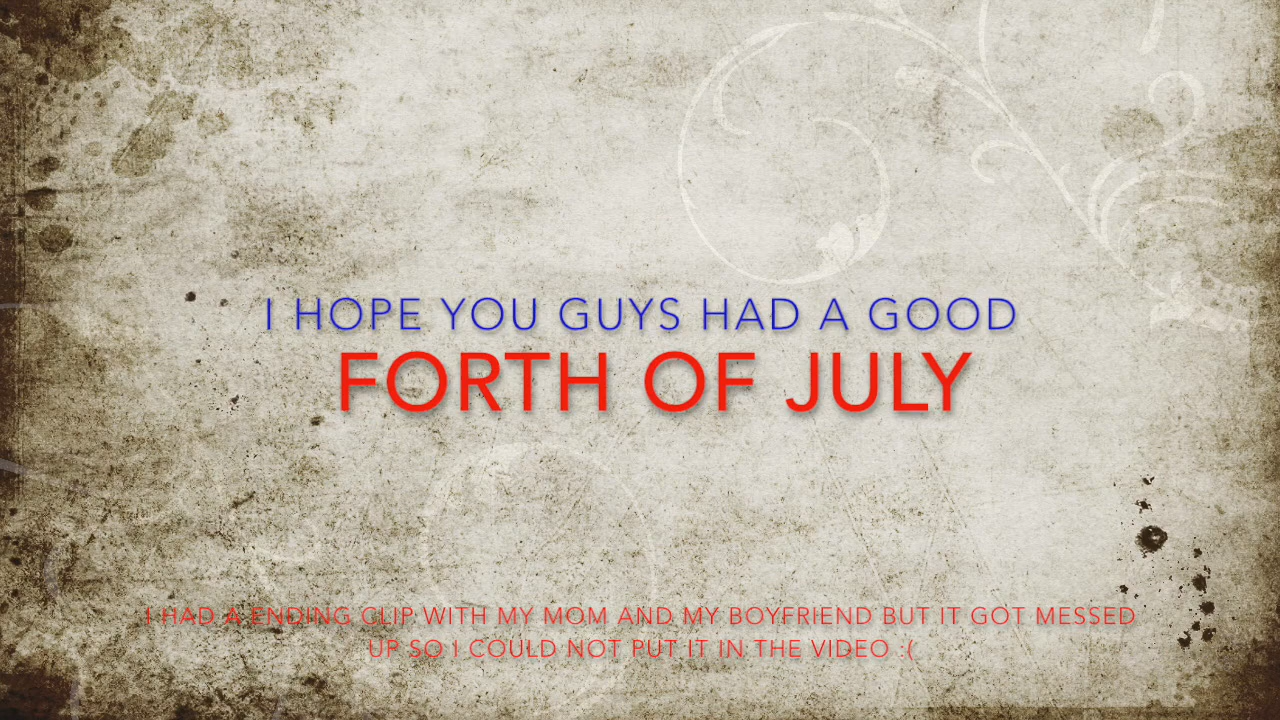 I HOPE YOU GUYS HAD A GOOD
FORTH OF JULY
I HAD A ENDING CLIP WITH MY MOM AND MY BOYFRIEND BUT IT GOT MESSED
UP SO I COULD NOT PUT IT IN THE VIDEO :(